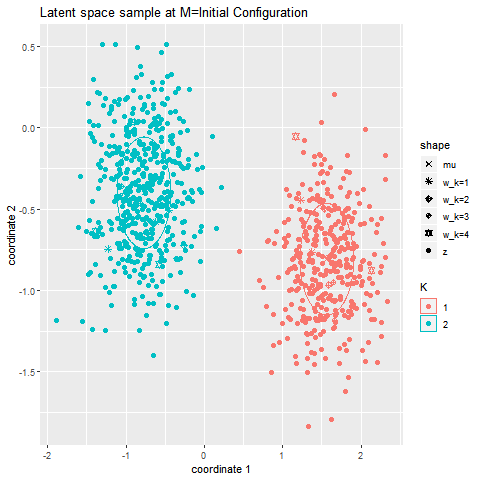 Latent space sample at M=Initial Configuration
0.5
0.0
-0.5
-1.0
-1.5
coordinate 2
-2
-1
0
1
2
coordinate 1
shape
mu
w_k=1
w_k=2
w_k=3
w_k=4
z
K
1
2